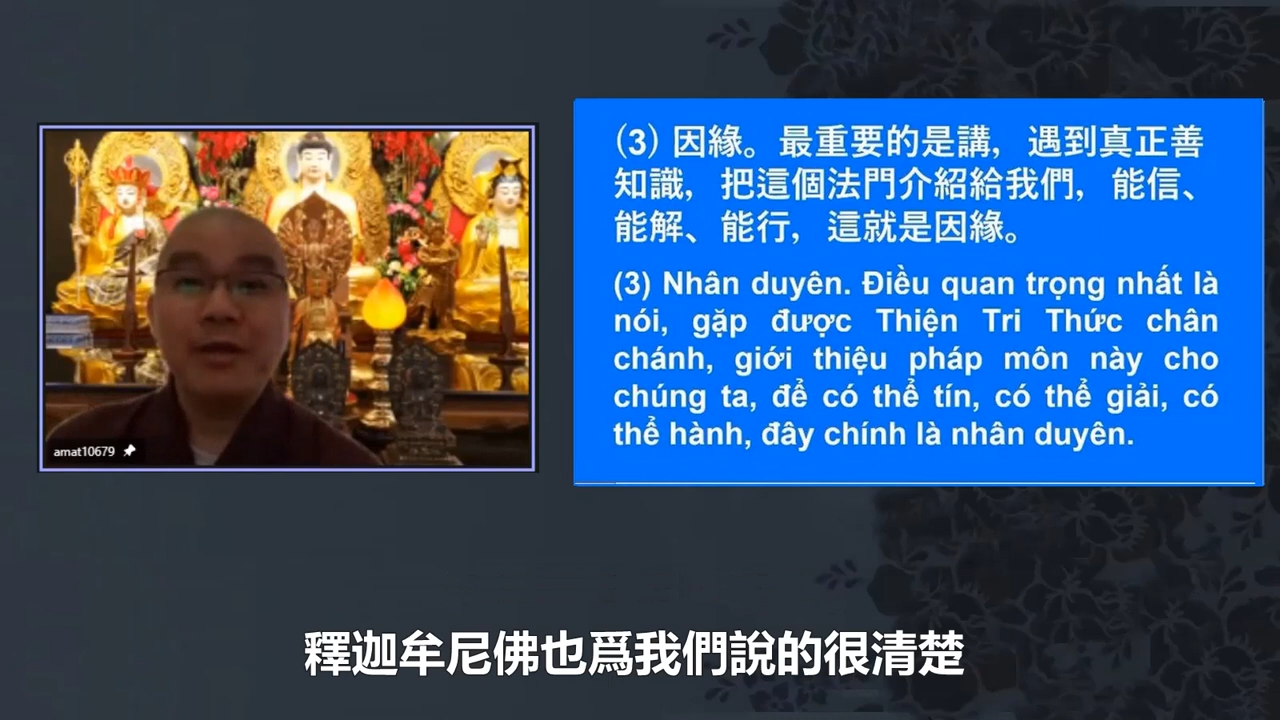 (3) 因緣。最重要的是講，遇到真正善
知識，把這個法門介紹給我們，能信、
能解、能行，這就是因緣。
(3) Nhân duyên. Điều quan trọng nhất là
nói, gặp được Thiện Tri Thức chân
chánh, giới thiệu pháp môn này cho
chúng ta, để có thể tín, có thể giải, có
thể hành, đây chính là nhân duyên.
amat10679
釋迦牟尼佛也爲我們說的很清楚